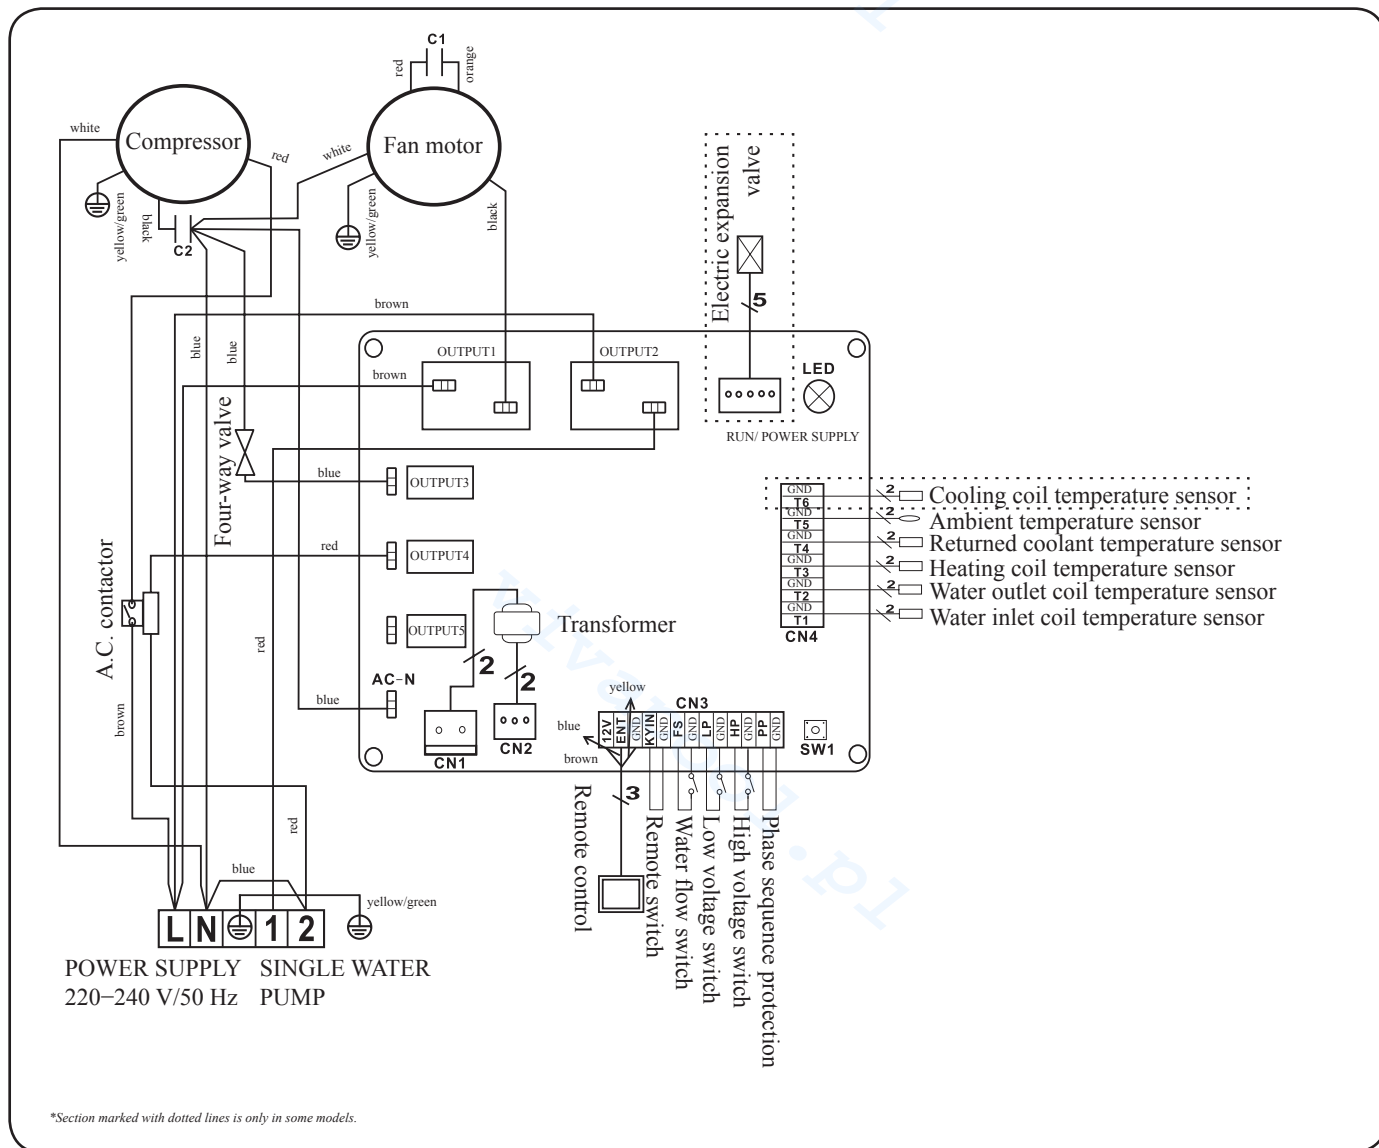 C1
red
orange
Compressor
Fan motor
white
red
white
yellow/green
black
C2
yellow/green
black
Electric expansion
valve
5
brown
blue
blue
OUTPUT1
OUTPUT2
LED
brown
RUN/ POWER SUPPLY
Four-way valve
blue
OUTPUT3
red
OUTPUT4
A.C. contactor
OUTPUT5
Transformer
2
2
AC-N
blue
CN1
CN2
red
brown
GND
T6
2
Cooling coil temperature sensor
GND
T5
2
Ambient temperature sensor
GND
T4
2
Returned coolant temperature sensor
GND
T3
2
Heating coil temperature sensor
GND
T2
2
Water outlet coil temperature sensor
GND
T1
2
Water inlet coil temperature sensor
CN4
yellow
CN3
blue
brown
12V
ENT
GND
KYIN
GND
FS
GND
LP
GND
HP
GND
PP
GND
SW1
3
Remote control
Remote switch
Water flow switch
Low voltage switch
High voltage switch
Phase sequence protection
red
blue
yellow/green
L N 1 2
POWER SUPPLY SINGLE WATER
220−240 V/50 Hz PUMP
vivapool.pl
*Section marked with dotted lines is only in some models.